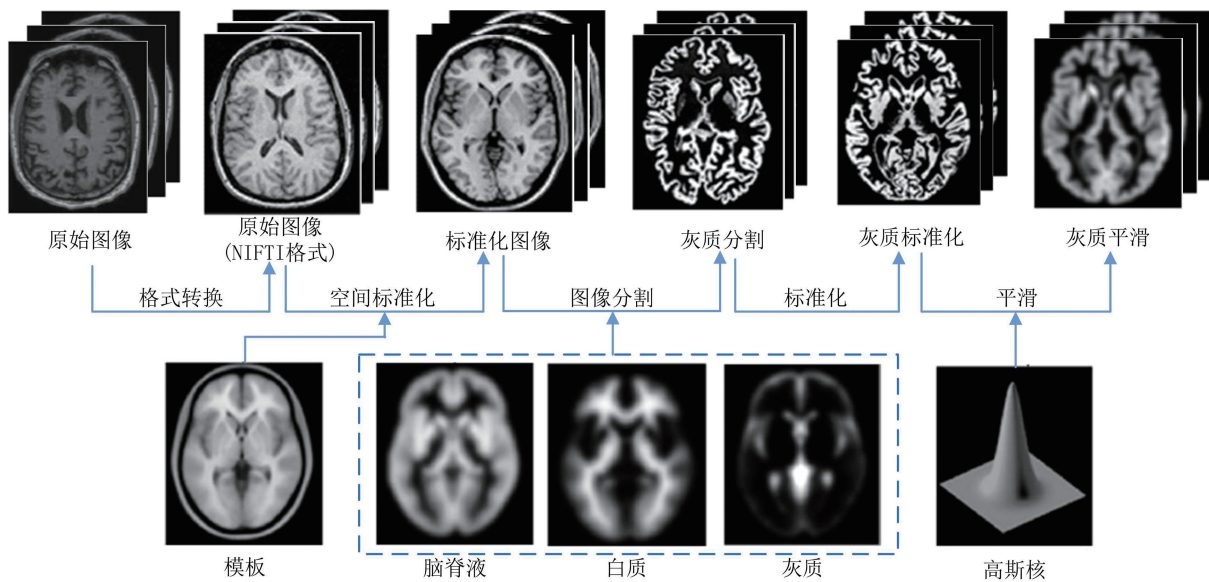 原始图像
原始图像
(NIFTI格式)
标准化图像
灰质分割
灰质标准化
灰质平滑
格式转换
空间标准化
图像分割
标准化
平滑
模板
脑脊液
白质
灰质
高斯核